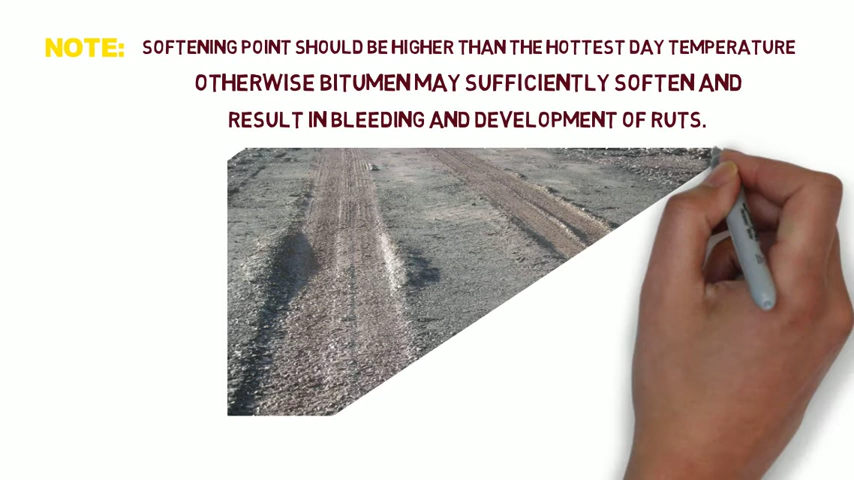 NOTE: SOFTENING POINT SHOULD BE HIGHER THAN THE HOTTEST DAY TEMPERATURE
OTHERWISE BITUMEN MAY SUFFICIENTLY SOFTEN AND
RESULT IN BLEEDING AND DEVELOPMENT OF RUTS.